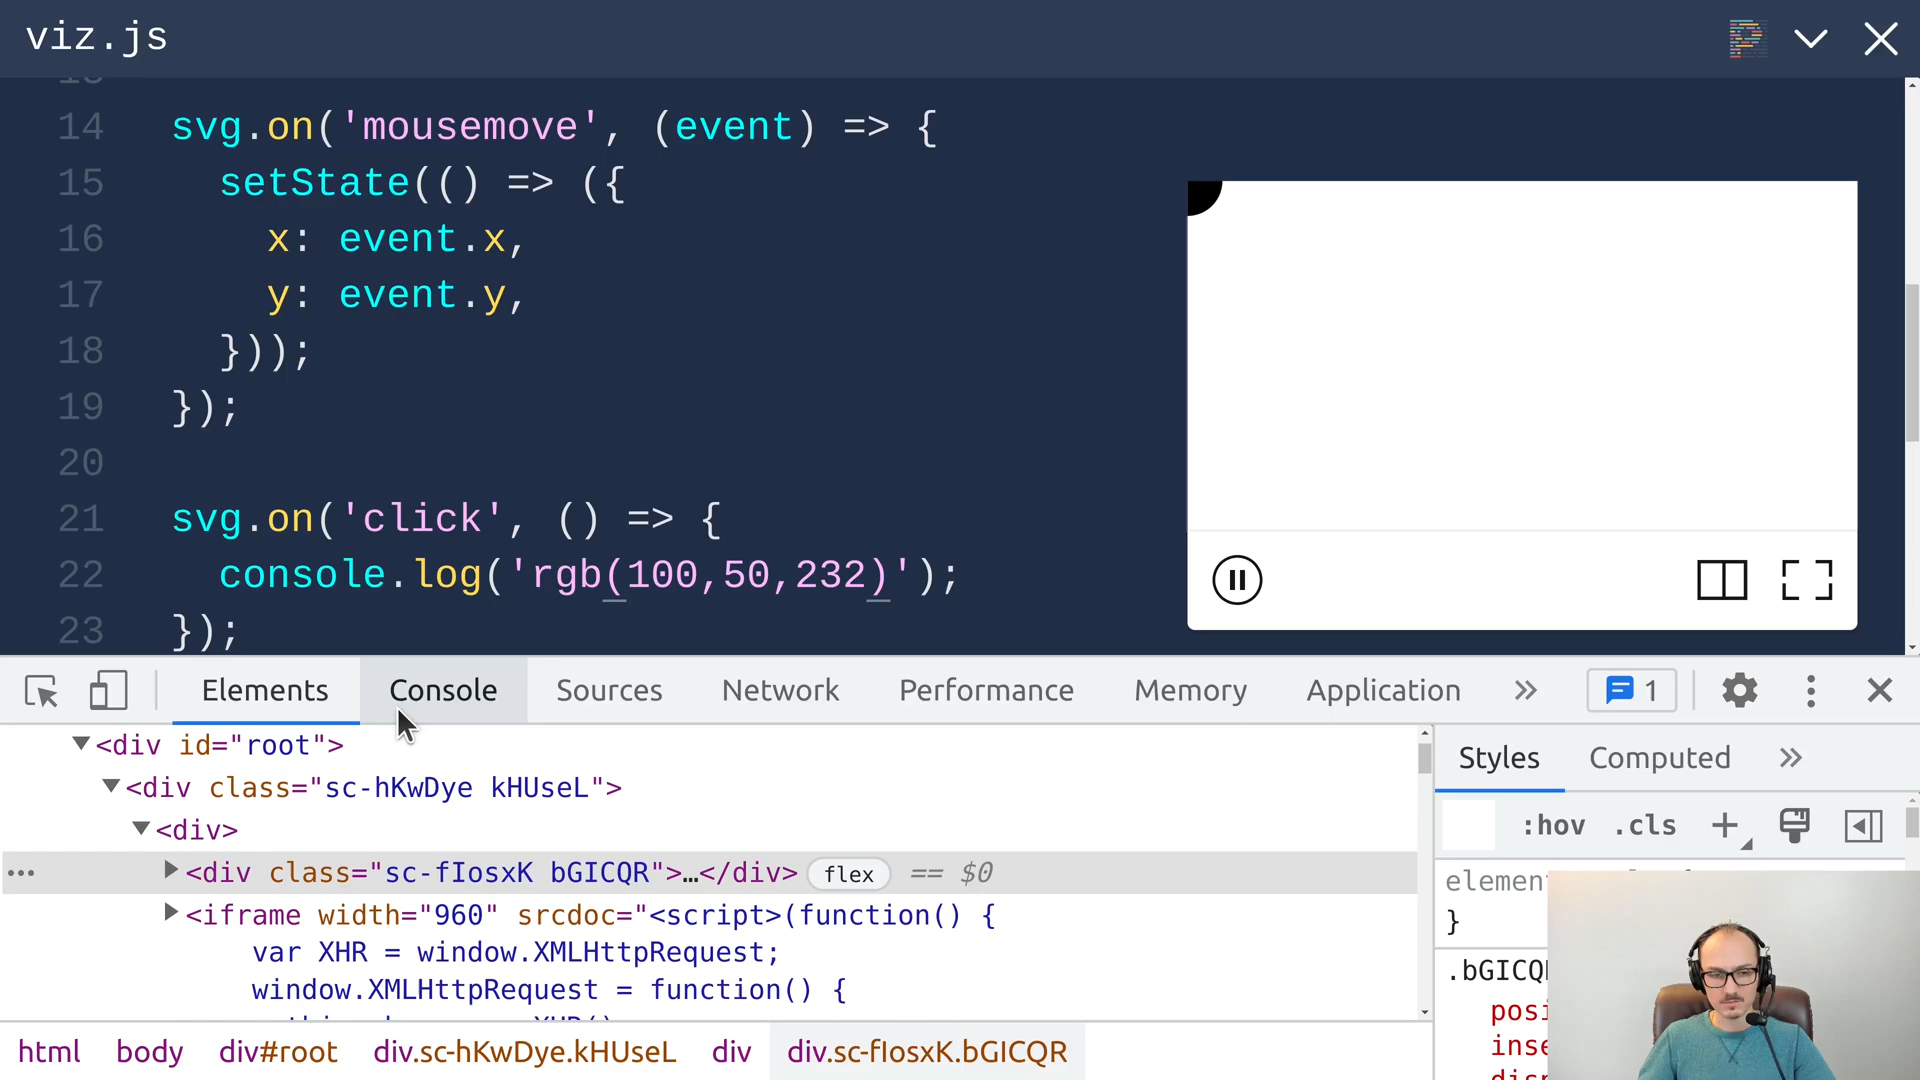 viz.js
14 svg.on('mousemove', (event) => {
15 setState(() => ({
16 x: event.x,
17 y: event.y,
18 }));
19 });
20
21 svg.on('click', () => {
22 console.log('rgb(100,50,232)');
23 });
Elements Console Sources Network Performance Memory Application » 1
<div id="root">
<div class="sc-hKwDye kHUseL">
<div>
<div class="sc-fIosxK bGICQR">…</div> flex == $0
<iframe width="960" srcdoc="<script>(function() {
var XHR = window.XMLHttpRequest;
window.XMLHttpRequest = function() {
html body div#root div.sc-hKwDye.kHUseL div div.sc-fIosxK.bGICQR
Styles Computed »
:hov .cls
}